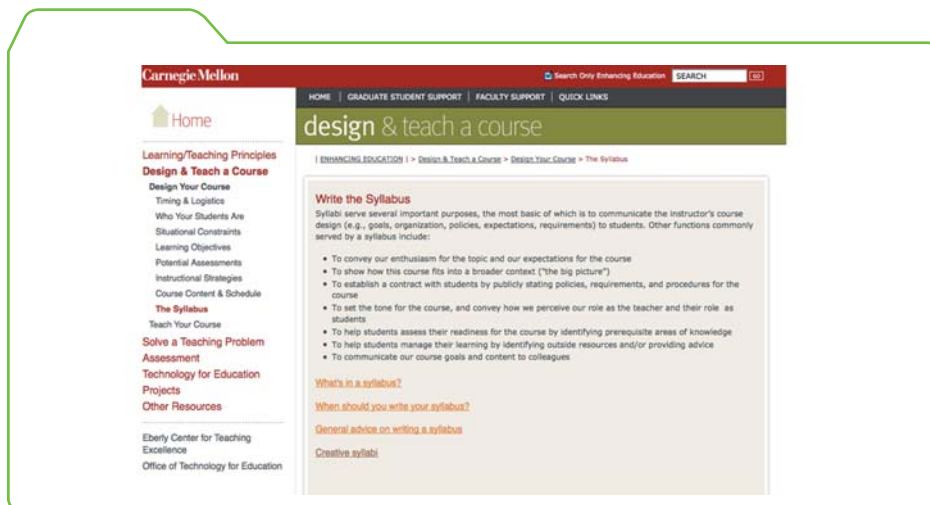 Carnegie Mellon
Search Only Enhancing Education SEARCH GO
HOME | GRADUATE STUDENT SUPPORT | FACULTY SUPPORT | QUICK LINKS
Home
design & teach a course
Learning/Teaching Principles
Design & Teach a Course
Design Your Course
Timing & Logistics
Who Your Students Are
Situational Constraints
Learning Objectives
Potential Assessments
Instructional Strategies
Course Content & Schedule
The Syllabus
Teach Your Course
Solve a Teaching Problem
Assessment
Technology for Education
Projects
Other Resources
Eberly Center for Teaching
Excellence
Office of Technology for Education
| ENHANCING EDUCATION | > Design & Teach a Course > Design Your Course > The Syllabus
Write the Syllabus
Syllabi serve several important purposes, the most basic of which is to communicate the instructor's course
design (e.g., goals, organization, policies, expectations, requirements) to students. Other functions commonly
served by a syllabus include:
• To convey our enthusiasm for the topic and our expectations for the course
• To show how this course fits into a broader context ("the big picture")
• To establish a contract with students by publicly stating policies, requirements, and procedures for the
course
• To set the tone for the course, and convey how we perceive our role as the teacher and their role as
students
• To help students assess their readiness for the course by identifying prerequisite areas of knowledge
• To help students manage their learning by identifying outside resources and/or providing advice
• To communicate our course goals and content to colleagues
What's in a syllabus?
When should you write your syllabus?
General advice on writing a syllabus
Creative syllabi